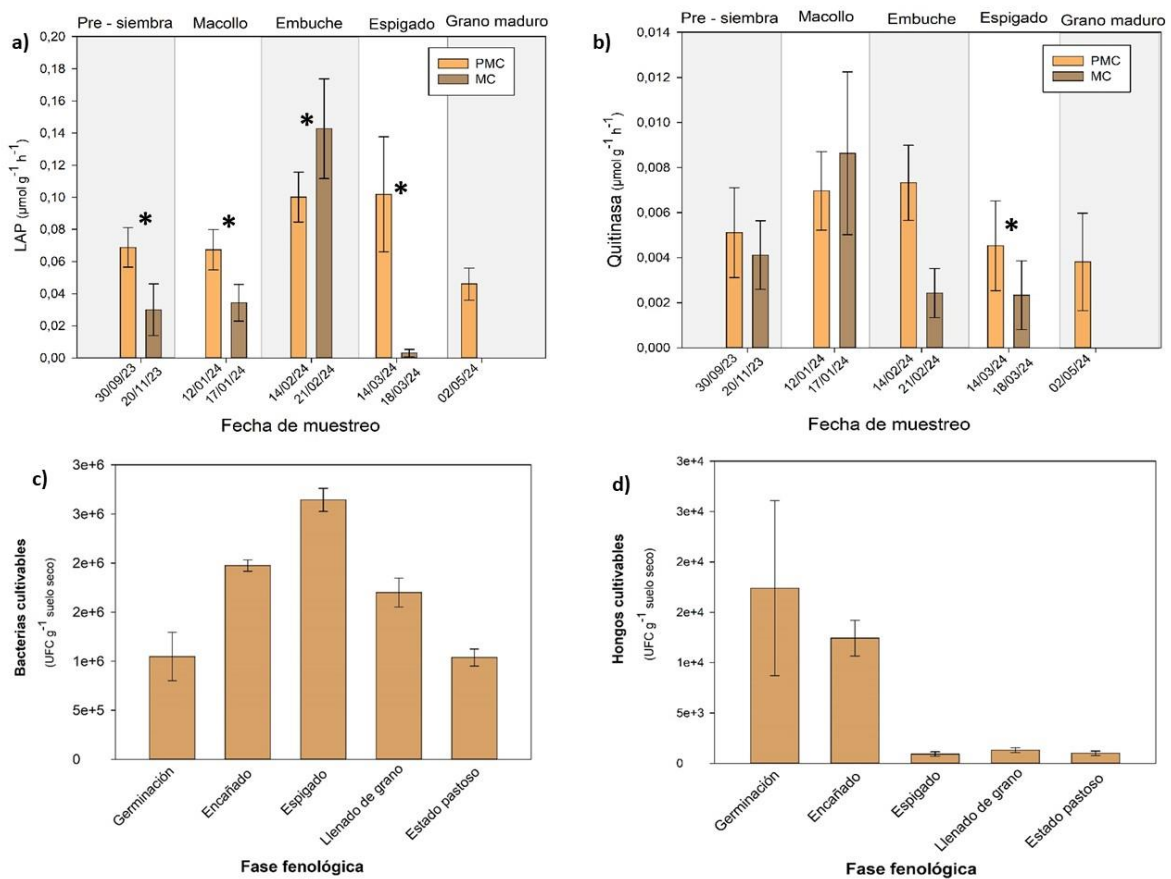 a)
Pre - siembra Macollo Embuche Espigado Grano maduro
0,20
0,18
0,16
0,14
0,12
0,10
0,08
0,06
0,04
0,02
0,00
LAP (µmol g⁻¹ h⁻¹)
PMC
MC
* * * *
30/09/23 20/11/23 12/01/24 17/01/24 14/02/24 21/02/24 14/03/24 18/03/24 02/05/24
Fecha de muestreo
b)
Pre - siembra Macollo Embuche Espigado Grano maduro
0,014
0,012
0,010
0,008
0,006
0,004
0,002
0,000
Quitinasa (µmol g⁻¹ h⁻¹)
PMC
MC
*
30/09/23 20/11/23 12/01/24 17/01/24 14/02/24 21/02/24 14/03/24 18/03/24 02/05/24
Fecha de muestreo
c)
3e+6
3e+6
2e+6
2e+6
1e+6
5e+5
0
Bacterias cultivables
(UFC g⁻¹ suelo seco)
Germinación Encañado Espigado Llenado de grano Estado pastoso
Fase fenológica
d)
3e+4
3e+4
2e+4
2e+4
1e+4
5e+3
0
Hongos cultivables
(UFC g⁻¹ suelo seco)
Germinación Encañado Espigado Llenado de grano Estado pastoso
Fase fenológica